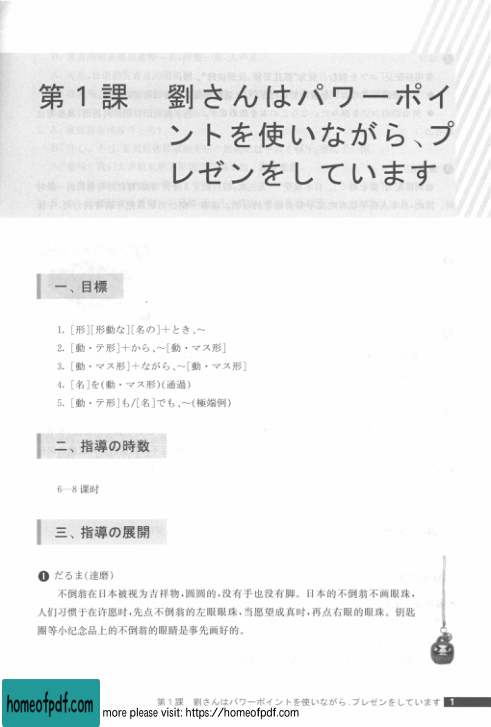 第1課　劉さんはパワーポイ
ントを使いながら、プ
レゼンをしています
一、目標
1. [形][形動な][名の]+とき、～
2. [動・テ形]+から、～[動・マス形]
3. [動・マス形]+ながら、～[動・マス形]
4. [名]を(動・マス形)(通過)
5. [動・テ形]も/[名]でも、～(極端例)
二、指導の時数
6—8 课时
三、指導の展開
❶ だるま(達磨)
不倒翁在日本被视为吉祥物,圆圆的,没有手也没有脚。日本的不倒翁不画眼珠,
人们习惯于在许愿时,先点不倒翁的左眼眼珠,当愿望成真时,再点右眼的眼珠。钥匙
圈等小纪念品上的不倒翁的眼睛是事先画好的。
第1課　劉さんはパワーポイントを使いながら、プレゼンをしています 1
homeofpdf.com
more please visit: https://homeofpdf.com